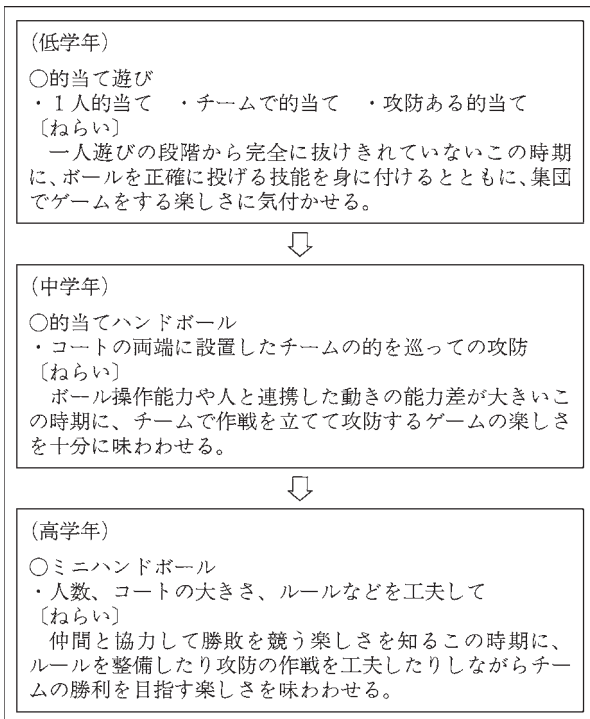 (低学年)
○的当て遊び
・１人的当て　・チームで的当て　・攻防ある的当て
〔ねらい〕
　一人遊びの段階から完全に抜けきれていないこの時期
に、ボールを正確に投げる技能を身に付けるとともに、集団
でゲームをする楽しさに気付かせる。
(中学年)
○的当てハンドボール
・コートの両端に設置したチームの的を巡っての攻防
〔ねらい〕
　ボール操作能力や人と連携した動きの能力差が大きいこ
の時期に、チームで作戦を立てて攻防するゲームの楽しさ
を十分に味わわせる。
(高学年)
○ミニハンドボール
・人数、コートの大きさ、ルールなどを工夫して
〔ねらい〕
　仲間と協力して勝敗を競う楽しさを知るこの時期に、
ルールを整備したり攻防の作戦を工夫したりしながらチー
ムの勝利を目指す楽しさを味わわせる。